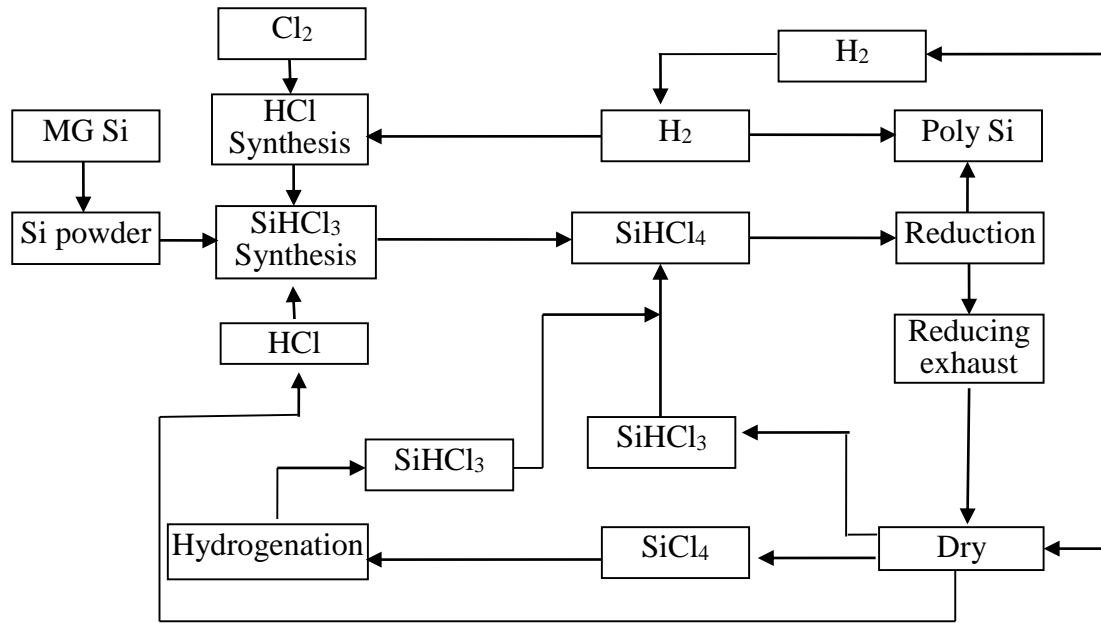 Cl₂
H₂
MG Si
HCl
Synthesis
H₂
Poly Si
Si powder
SiHCl₃
Synthesis
SiHCl₄
Reduction
HCl
Reducing
exhaust
SiHCl₃
SiHCl₃
Hydrogenation
SiCl₄
Dry